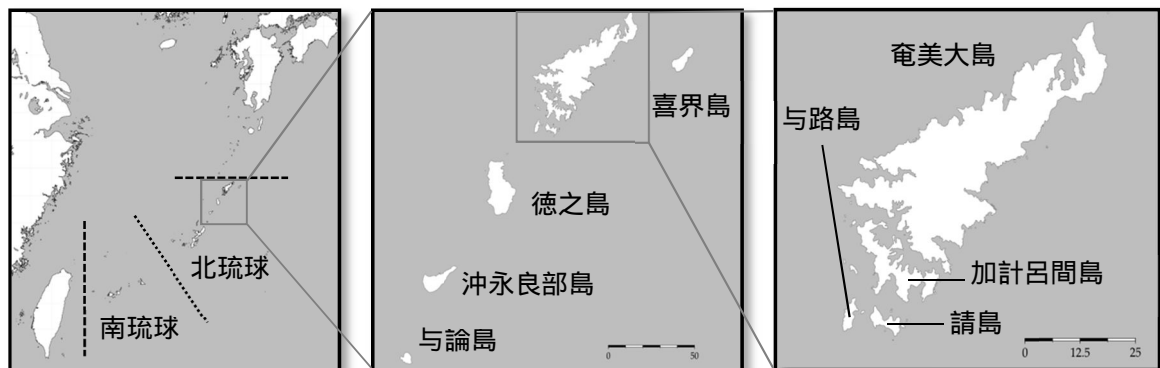 北琉球
南琉球
喜界島
徳之島
沖永良部島
与論島
0 50
奄美大島
与路島
加計呂間島
請島
0 12.5 25